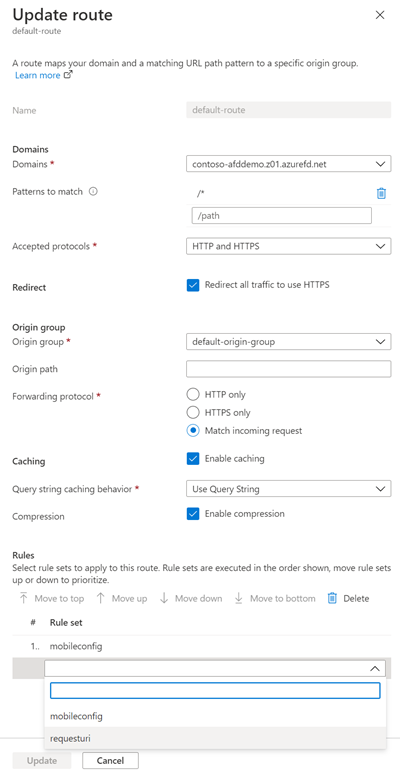 Update route
default-route
A route maps your domain and a matching URL path pattern to a specific origin group.
Learn more
Name
default-route
Domains
Domains *
contoso-afddemo.z01.azurefd.net
Patterns to match
/*
/path
Accepted protocols *
HTTP and HTTPS
Redirect
Redirect all traffic to use HTTPS
Origin group
Origin group *
default-origin-group
Origin path
Forwarding protocol *
HTTP only
HTTPS only
Match incoming request
Caching
Enable caching
Query string caching behavior *
Use Query String
Compression
Enable compression
Rules
Select rule sets to apply to this route. Rule sets are executed in the order shown, move rule sets
up or down to prioritize.
Move to top Move up Move down Move to bottom Delete
# Rule set
1.. mobileconfig
mobileconfig
requesturi
Update Cancel